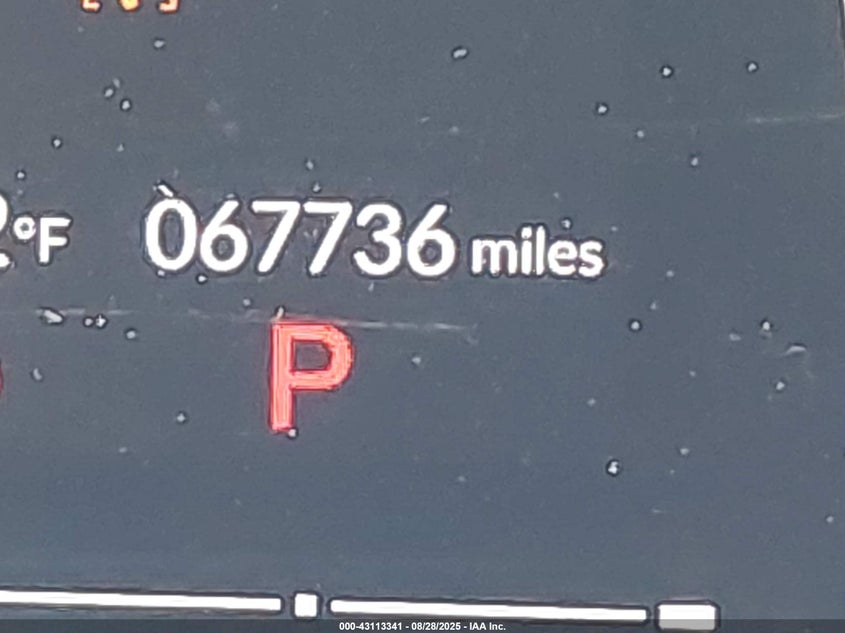 °F 067736 miles
P
000-43113341 - 08/28/2025 - IAA Inc.